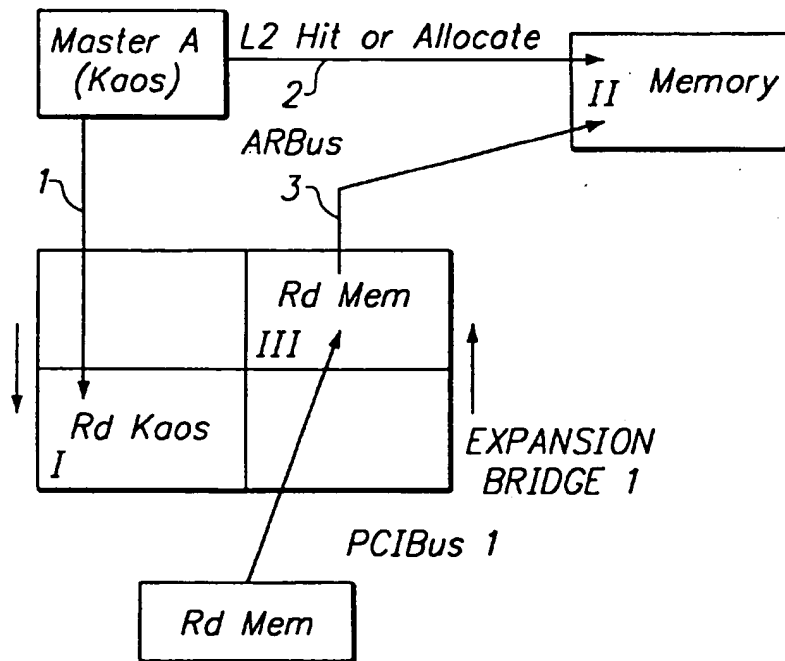 Master A
(Kaos)
L2 Hit or Allocate
2
II Memory
ARBus
1
3
Rd Mem
III
Rd Kaos
I
EXPANSION
BRIDGE 1
PCIBus 1
Rd Mem